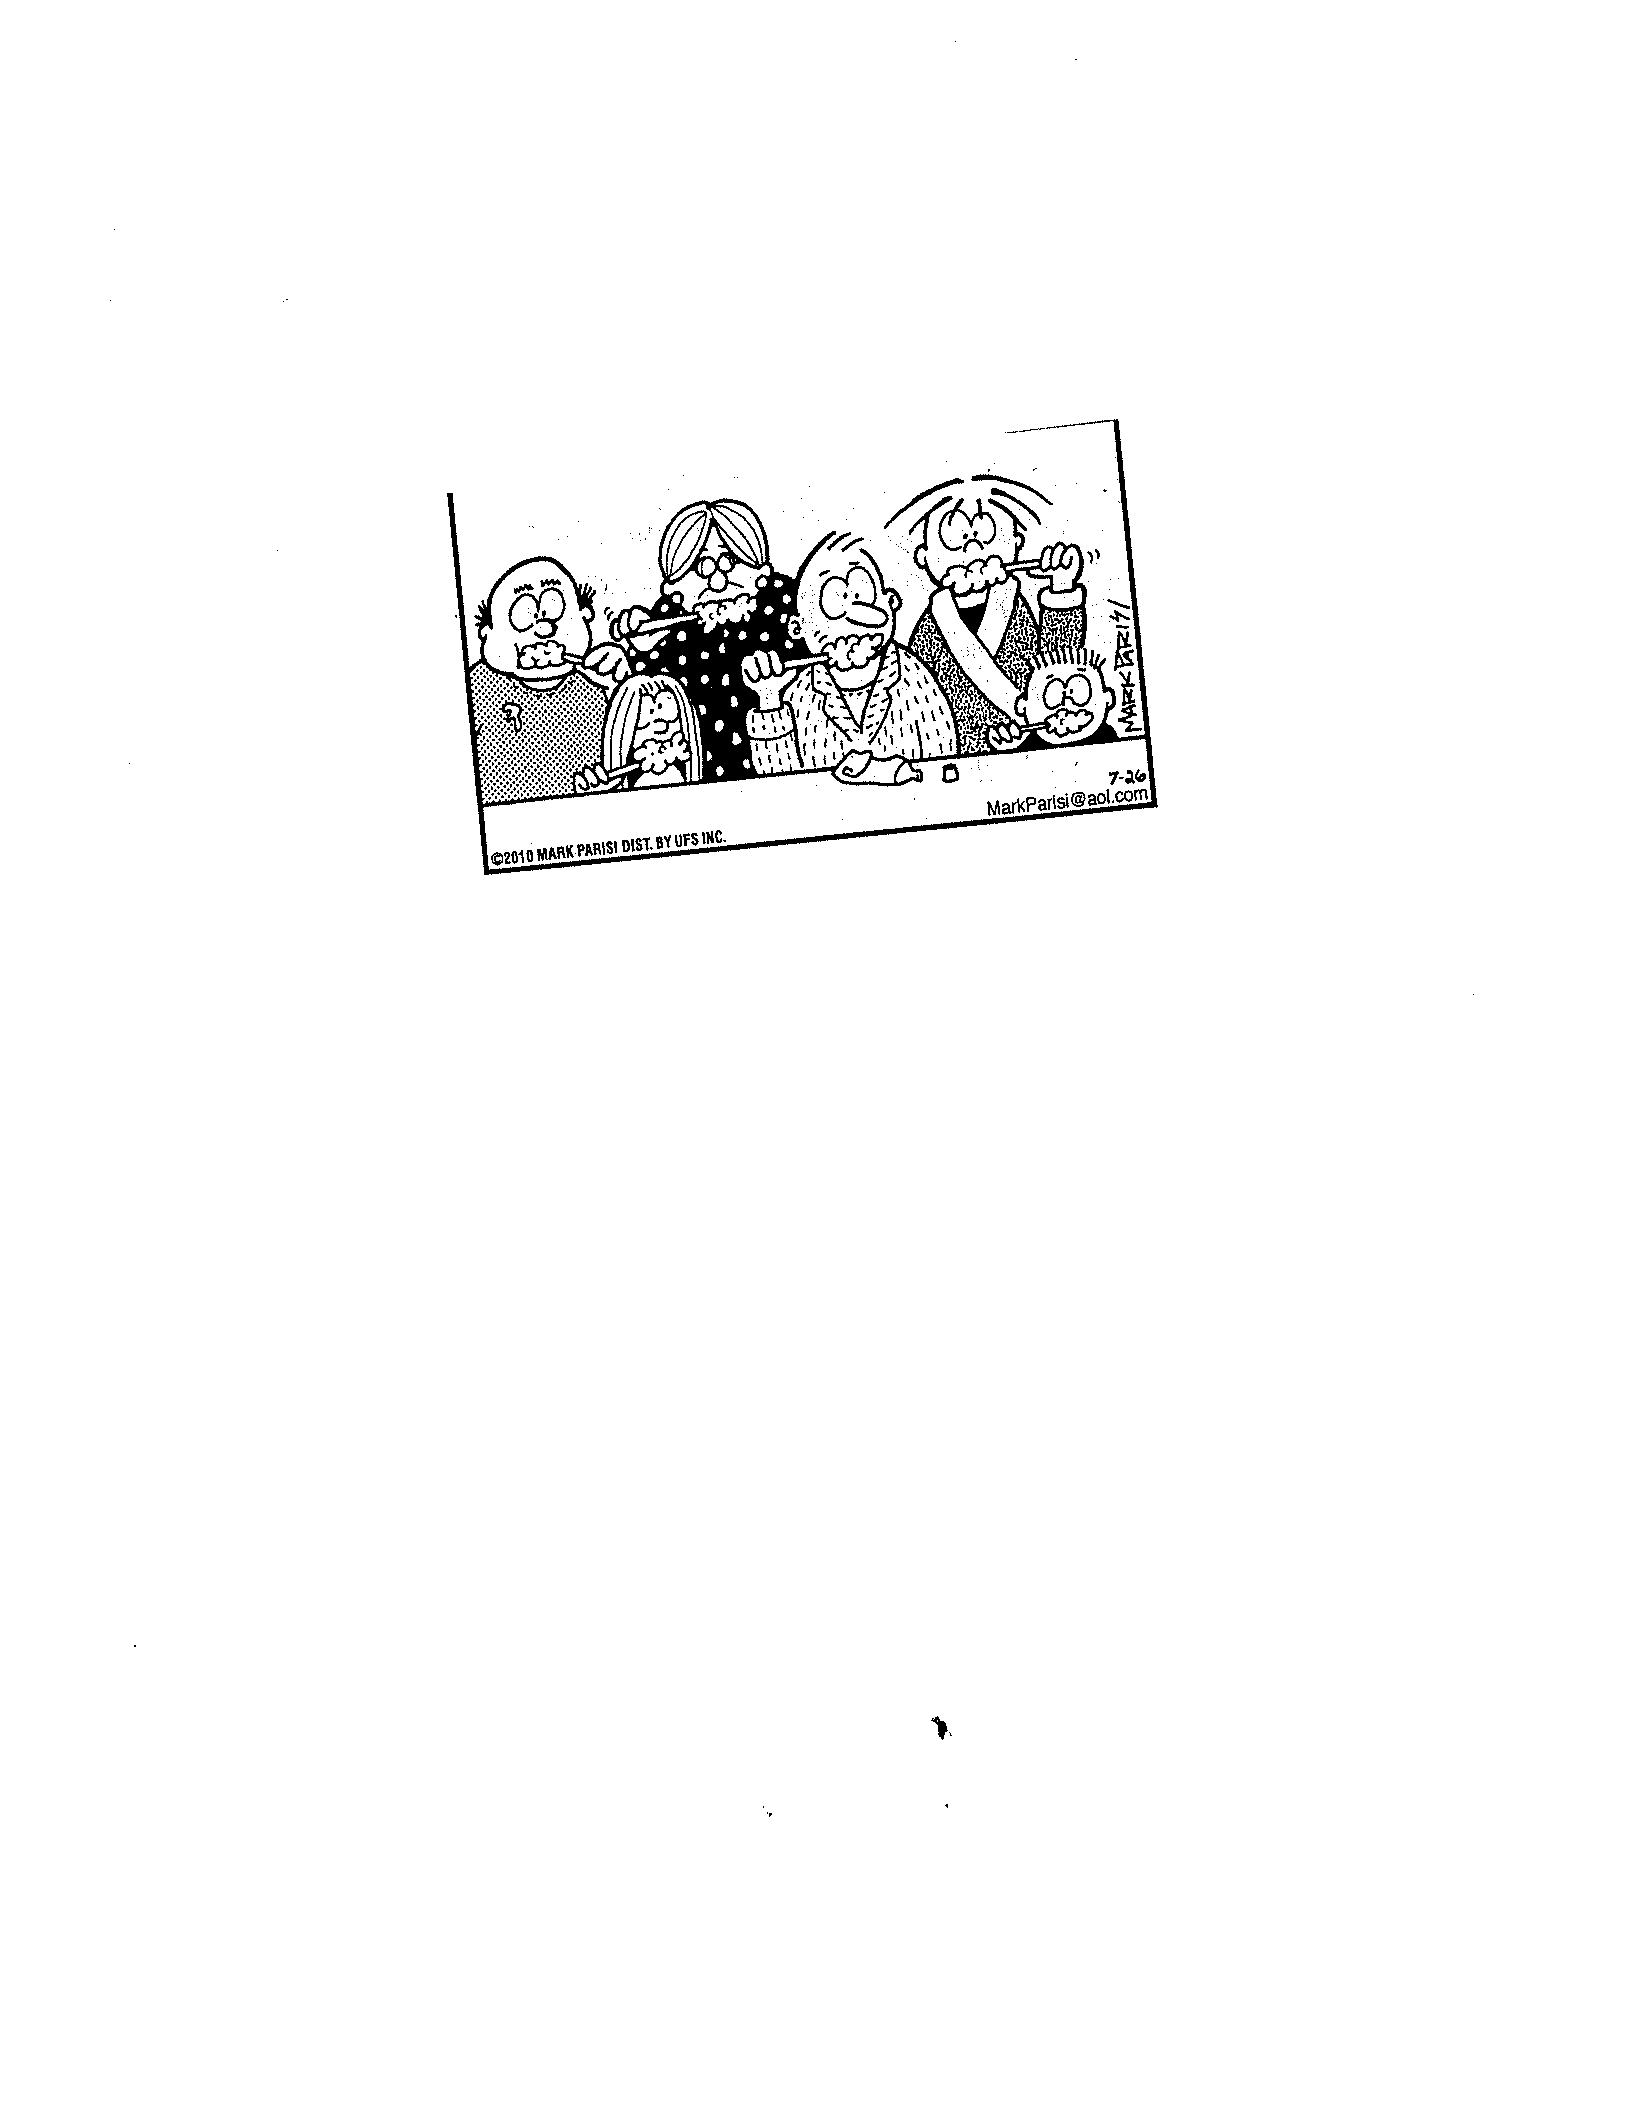 MARK PARISI
7-26
MarkParisi@aol.com
©2010 MARK PARISI DIST. BY UFS INC.